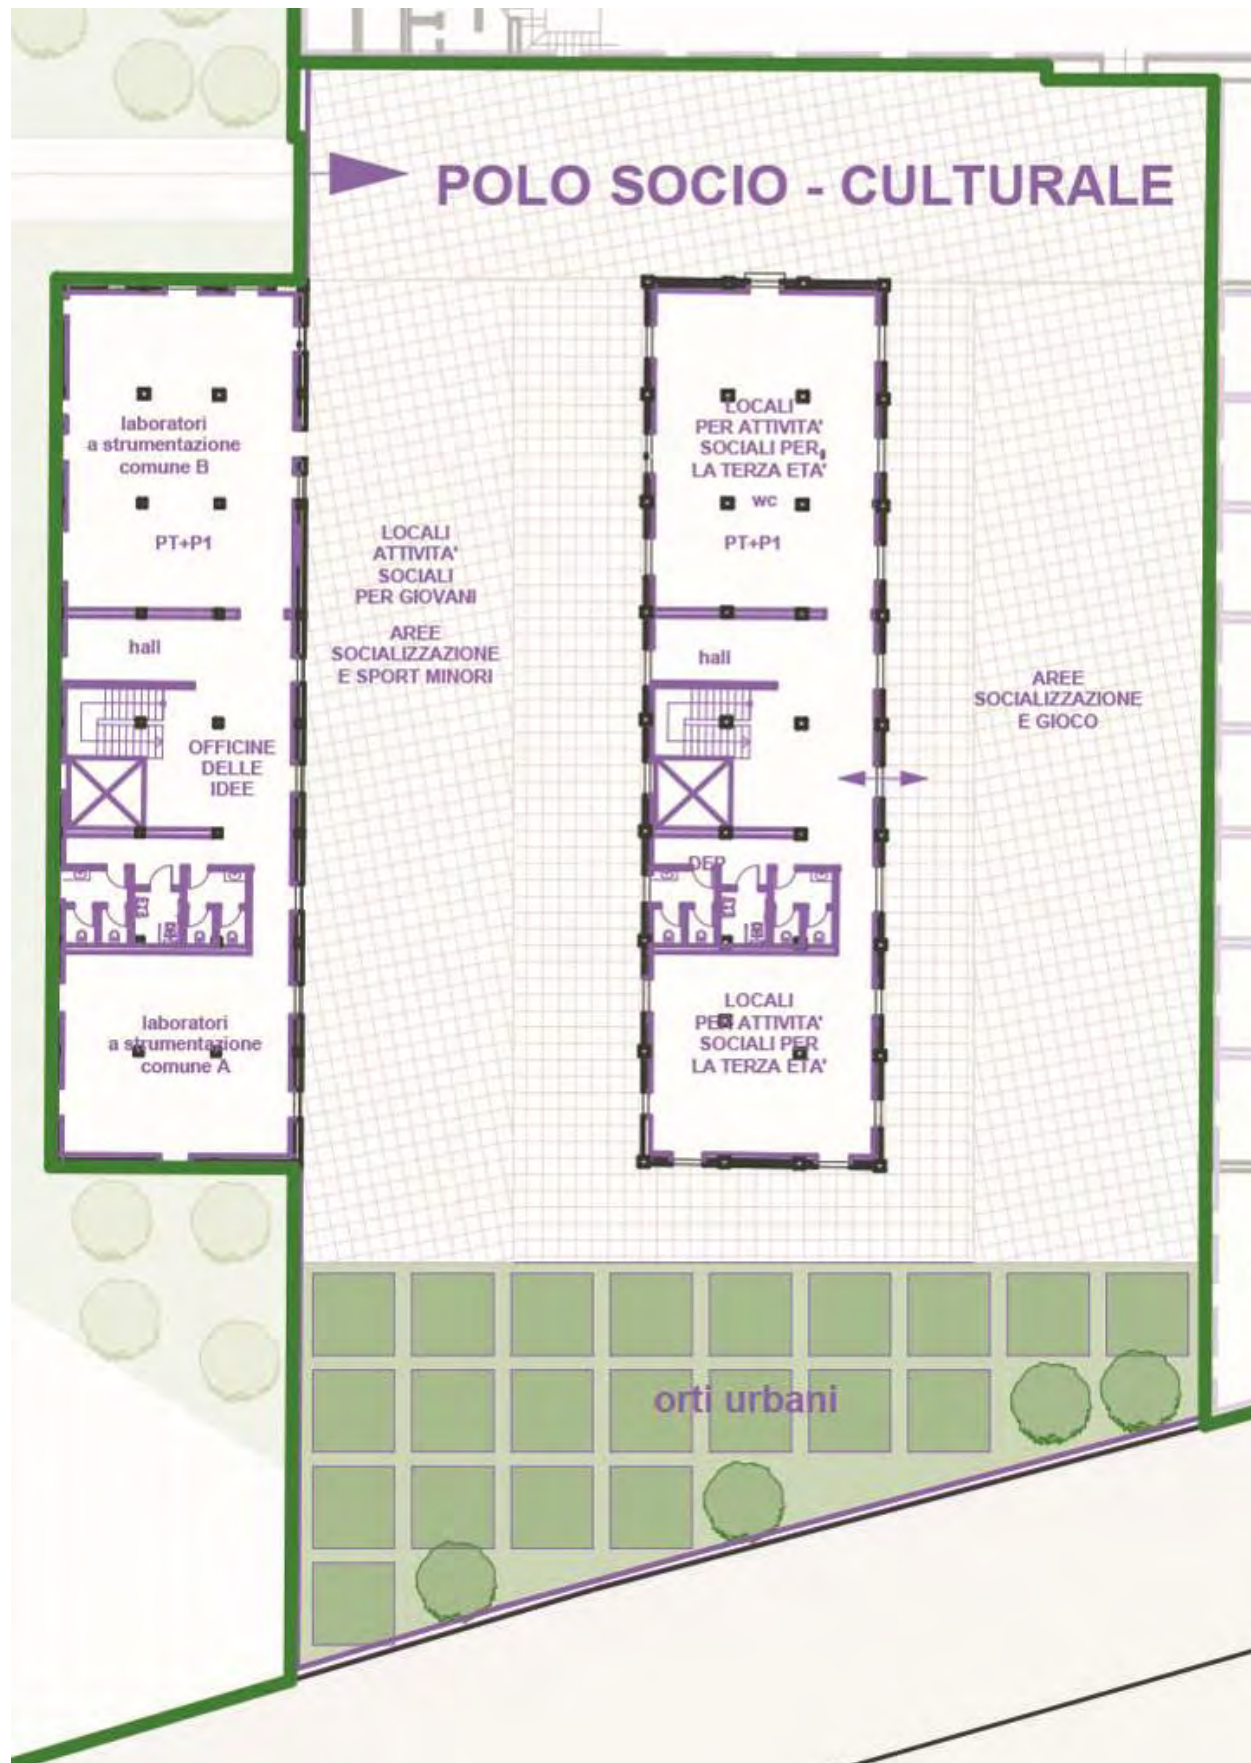 POLO SOCIO - CULTURALE
laboratori
a strumentazione
comune B
PT+P1
hall
OFFICINE
DELLE
IDEE
laboratori
a strumentazione
comune A
LOCALI
ATTIVITA'
SOCIALI
PER GIOVANI
AREE
SOCIALIZZAZIONE
E SPORT MINORI
LOCALI
PER ATTIVITA'
SOCIALI PER
LA TERZA ETA'
WC
PT+P1
hall
DEP
LOCALI
PER ATTIVITA'
SOCIALI PER
LA TERZA ETA'
AREE
SOCIALIZZAZIONE
E GIOCO
orti urbani